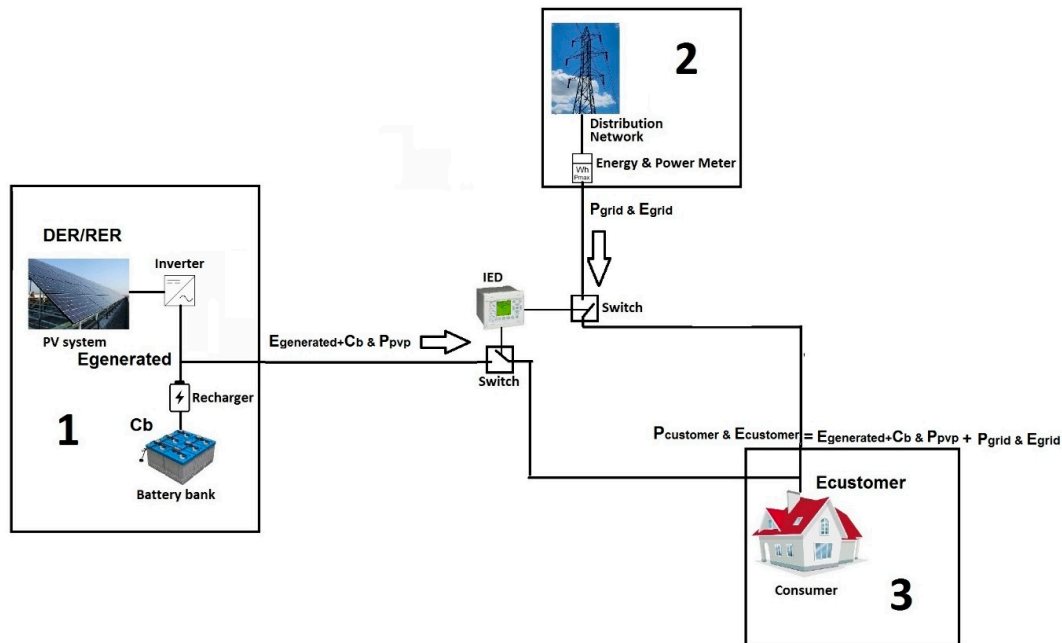 2
Distribution
Network
Wh
Pmax
Energy & Power Meter
Pgrid & Egrid
DER/RER
Inverter
PV system
Egenerated
Recharger
1
Cb
Battery bank
IED
Switch
Egenerated+Cb & Ppvp
Switch
Pcustomer & Ecustomer = Egenerated+Cb & Ppvp + Pgrid & Egrid
Ecustomer
Consumer
3